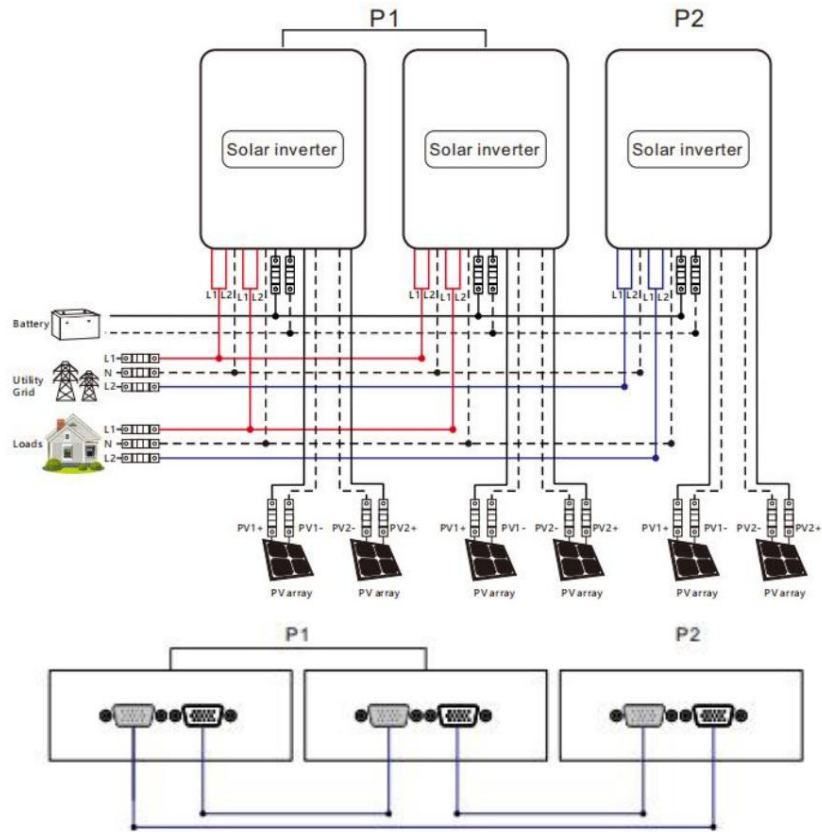 P1 P2
Solar inverter Solar inverter Solar inverter
L1 L2 L1 L2 L1 L2 L1 L2 L1 L2 L1 L2
Battery
L1
N
L2
Utility
Grid
L1
N
L2
Loads
PV1+ PV1- PV2- PV2+ PV1+ PV1- PV2- PV2+ PV1+ PV1- PV2- PV2+
PV array PV array PV array PV array PV array PV array
P1 P2